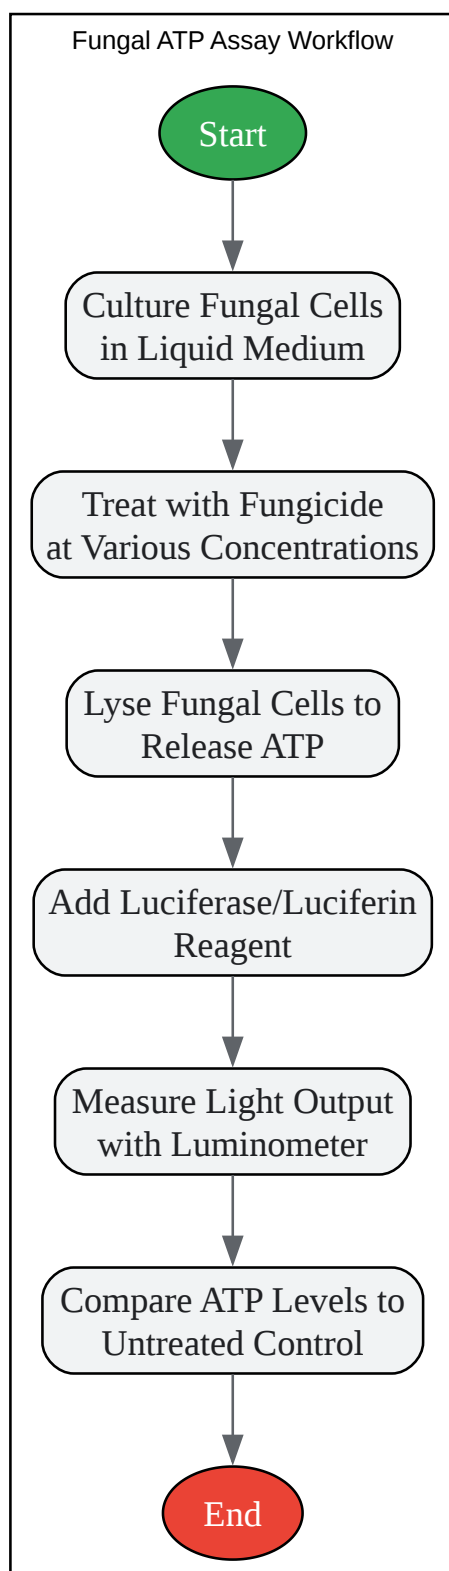 Fungal ATP Assay Workflow
Start
Culture Fungal Cells
in Liquid Medium
Treat with Fungicide
at Various Concentrations
Lyse Fungal Cells to
Release ATP
Add Luciferase/Luciferin
Reagent
Measure Light Output
with Luminometer
Compare ATP Levels to
Untreated Control
End